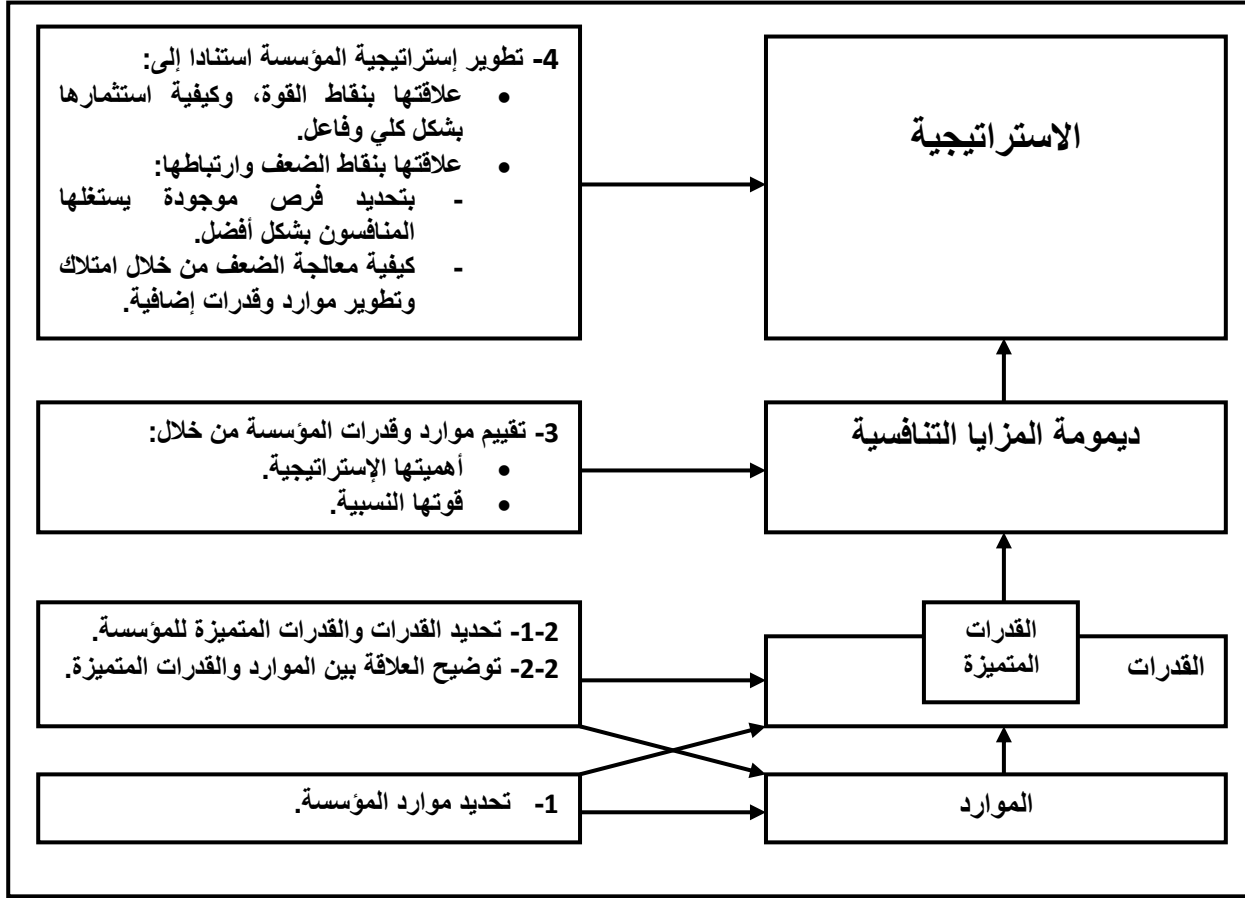 الاستراتيجية
4- تطوير إستراتيجية المؤسسة استنادا إلى:
• علاقتها بنقاط القوة، وكيفية استثمارها
بشكل كلي وفاعل.
• علاقتها بنقاط الضعف وارتباطها:
- بتحديد فرص موجودة يستغلها
المنافسون بشكل أفضل.
- كيفية معالجة الضعف من خلال امتلاك
وتطوير موارد وقدرات إضافية.
ديمومة المزايا التنافسية
3- تقييم موارد وقدرات المؤسسة من خلال:
• أهميتها الإستراتيجية.
• قوتها النسبية.
القدرات
القدرات
المتميزة
1-2- تحديد القدرات والقدرات المتميزة للمؤسسة.
2-2- توضيح العلاقة بين الموارد والقدرات المتميزة.
الموارد
1- تحديد موارد المؤسسة.